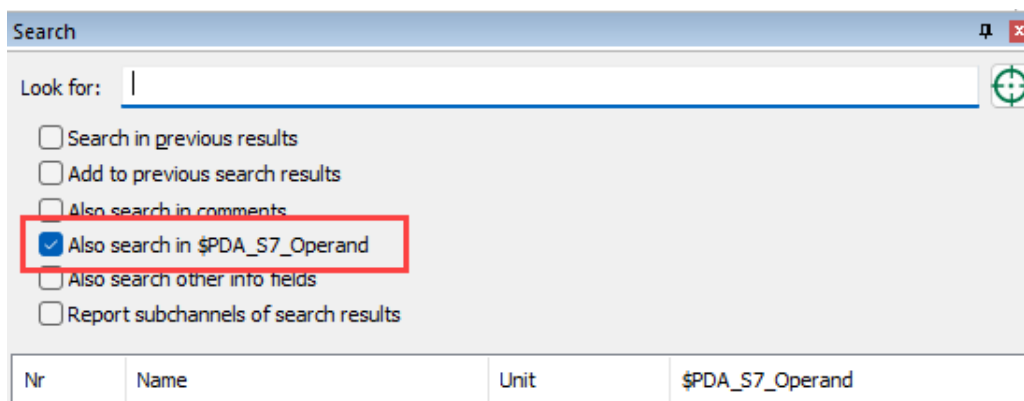 Search
Look for:
Search in previous results
Add to previous search results
Also search in comments
Also search in $PDA_S7_Operand
Also search other info fields
Report subchannels of search results
Nr Name Unit $PDA_S7_Operand